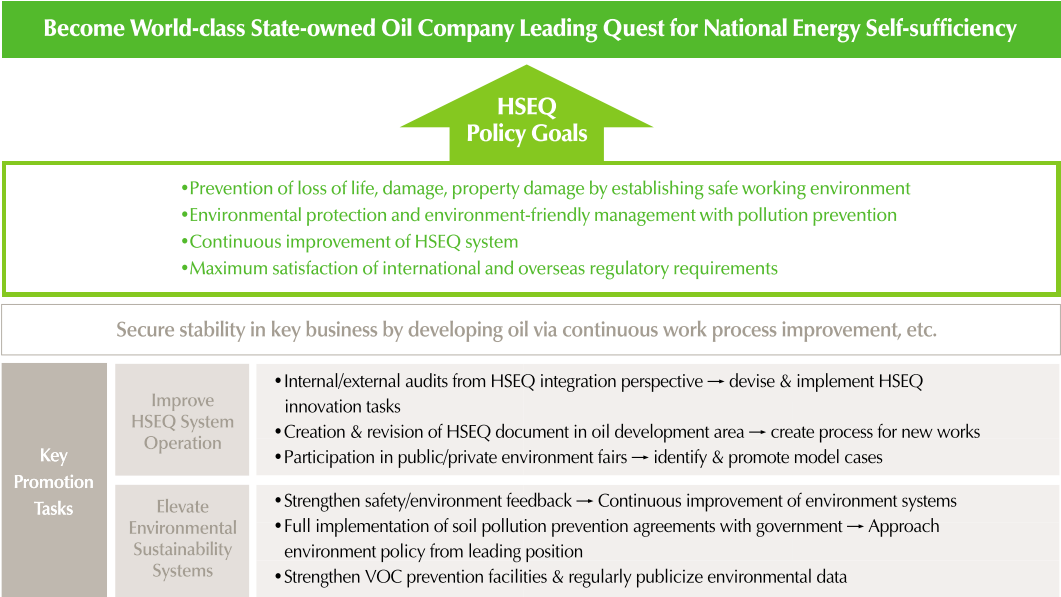 Become World-class State-owned Oil Company Leading Quest for National Energy Self-sufficiency
HSEQ
Policy Goals
•Prevention of loss of life, damage, property damage by establishing safe working environment
•Environmental protection and environment-friendly management with pollution prevention
•Continuous improvement of HSEQ system
•Maximum satisfaction of international and overseas regulatory requirements
Secure stability in key business by developing oil via continuous work process improvement, etc.
Key
Promotion
Tasks
Improve
HSEQ System
Operation
•Internal/external audits from HSEQ integration perspective → devise & implement HSEQ
innovation tasks
•Creation & revision of HSEQ document in oil development area → create process for new works
•Participation in public/private environment fairs → identify & promote model cases
Elevate
Environmental
Sustainability
Systems
•Strengthen safety/environment feedback → Continuous improvement of environment systems
•Full implementation of soil pollution prevention agreements with government → Approach
environment policy from leading position
•Strengthen VOC prevention facilities & regularly publicize environmental data